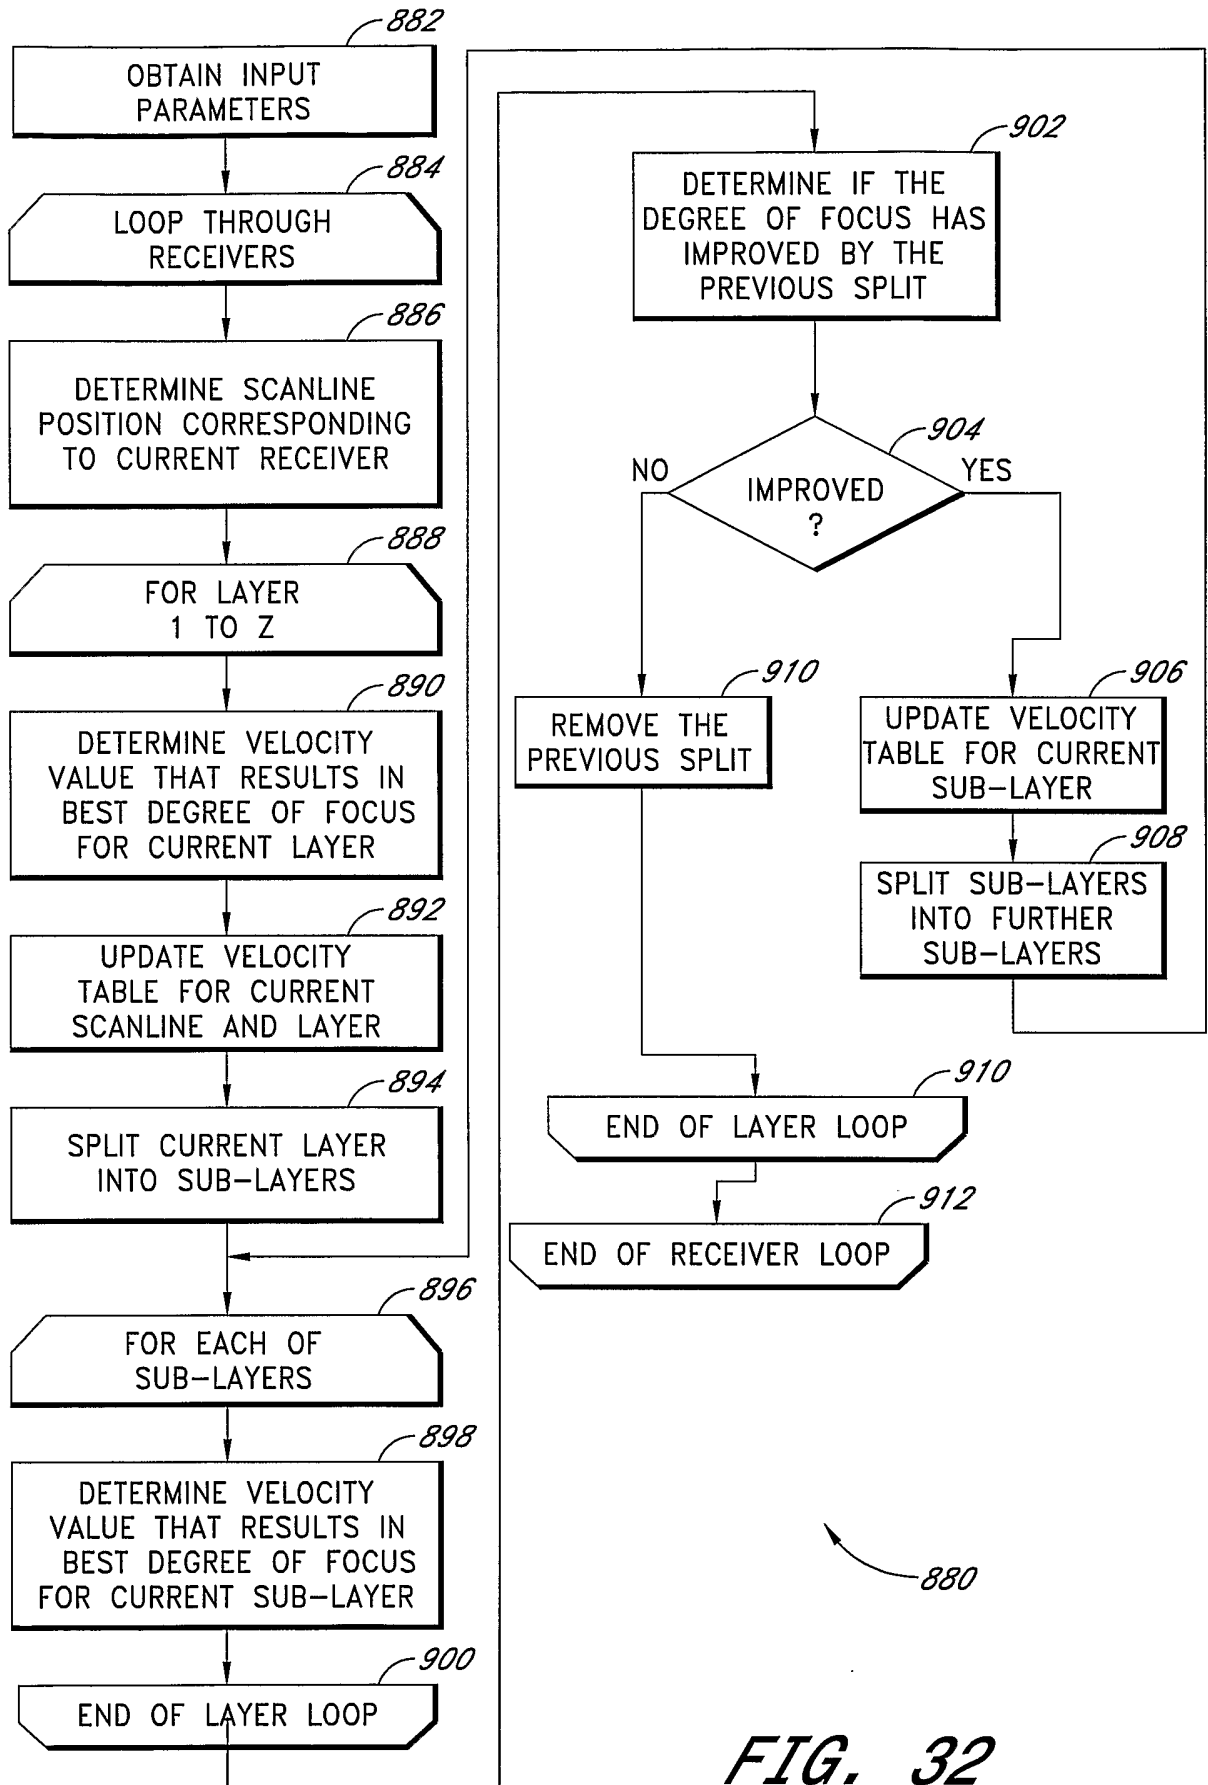 882
OBTAIN INPUT
PARAMETERS
884
LOOP THROUGH
RECEIVERS
886
DETERMINE SCANLINE
POSITION CORRESPONDING
TO CURRENT RECEIVER
888
FOR LAYER
1 TO Z
890
DETERMINE VELOCITY
VALUE THAT RESULTS IN
BEST DEGREE OF FOCUS
FOR CURRENT LAYER
892
UPDATE VELOCITY
TABLE FOR CURRENT
SCANLINE AND LAYER
894
SPLIT CURRENT LAYER
INTO SUB-LAYERS
896
FOR EACH OF
SUB-LAYERS
898
DETERMINE VELOCITY
VALUE THAT RESULTS IN
BEST DEGREE OF FOCUS
FOR CURRENT SUB-LAYER
900
END OF LAYER LOOP
902
DETERMINE IF THE
DEGREE OF FOCUS HAS
IMPROVED BY THE
PREVIOUS SPLIT
904
NO
YES
IMPROVED
?
910
REMOVE THE
PREVIOUS SPLIT
906
UPDATE VELOCITY
TABLE FOR CURRENT
SUB-LAYER
908
SPLIT SUB-LAYERS
INTO FURTHER
SUB-LAYERS
910
END OF LAYER LOOP
912
END OF RECEIVER LOOP
880
FIG. 32